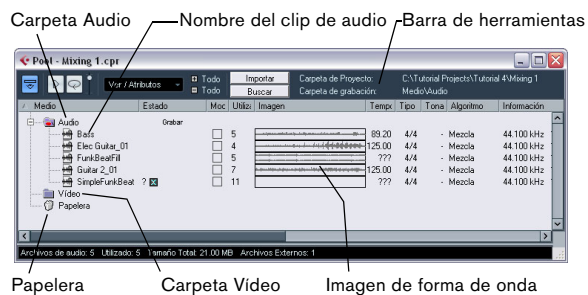 Carpeta Audio Nombre del clip de audio Barra de herramientas
Pool - Mixing 1.cpr
Ver / Atributos Todo Importar Carpeta de Proyecto: C:\Tutorial Projects\Tutorial 4\Mixing 1
Todo Buscar Carpeta de grabación: Medio\Audio
Medio Estado Moc Utiliz Imagen Tempo Tipo Tona Algoritmo Información
Audio Grabar
Bass 5 89.20 4/4 - Mezcla 44.100 kHz
Elec Guitar_01 4 125.00 4/4 - Mezcla 44.100 kHz
FunkBeatFill 5 ??? 4/4 - Mezcla 44.100 kHz
Guitar 2_01 7 125.00 4/4 - Mezcla 44.100 kHz
SimpleFunkBeat ? 11 ??? 4/4 - Mezcla 44.100 kHz
Vídeo
Papelera
Archivos de audio: 5 Utilizado: 5 Tamaño Total: 21.00 MB Archivos Externos: 1
Papelera Carpeta Vídeo Imagen de forma de onda